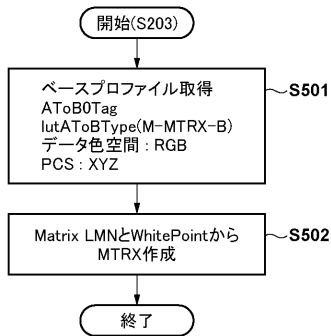 開始(S203)
ベースプロファイル取得
AToB0Tag
lutAToBType(M-MTRX-B)
データ色空間：RGB
PCS：XYZ
S501
Matrix LMNとWhitePointから
MTRX作成
S502
終了